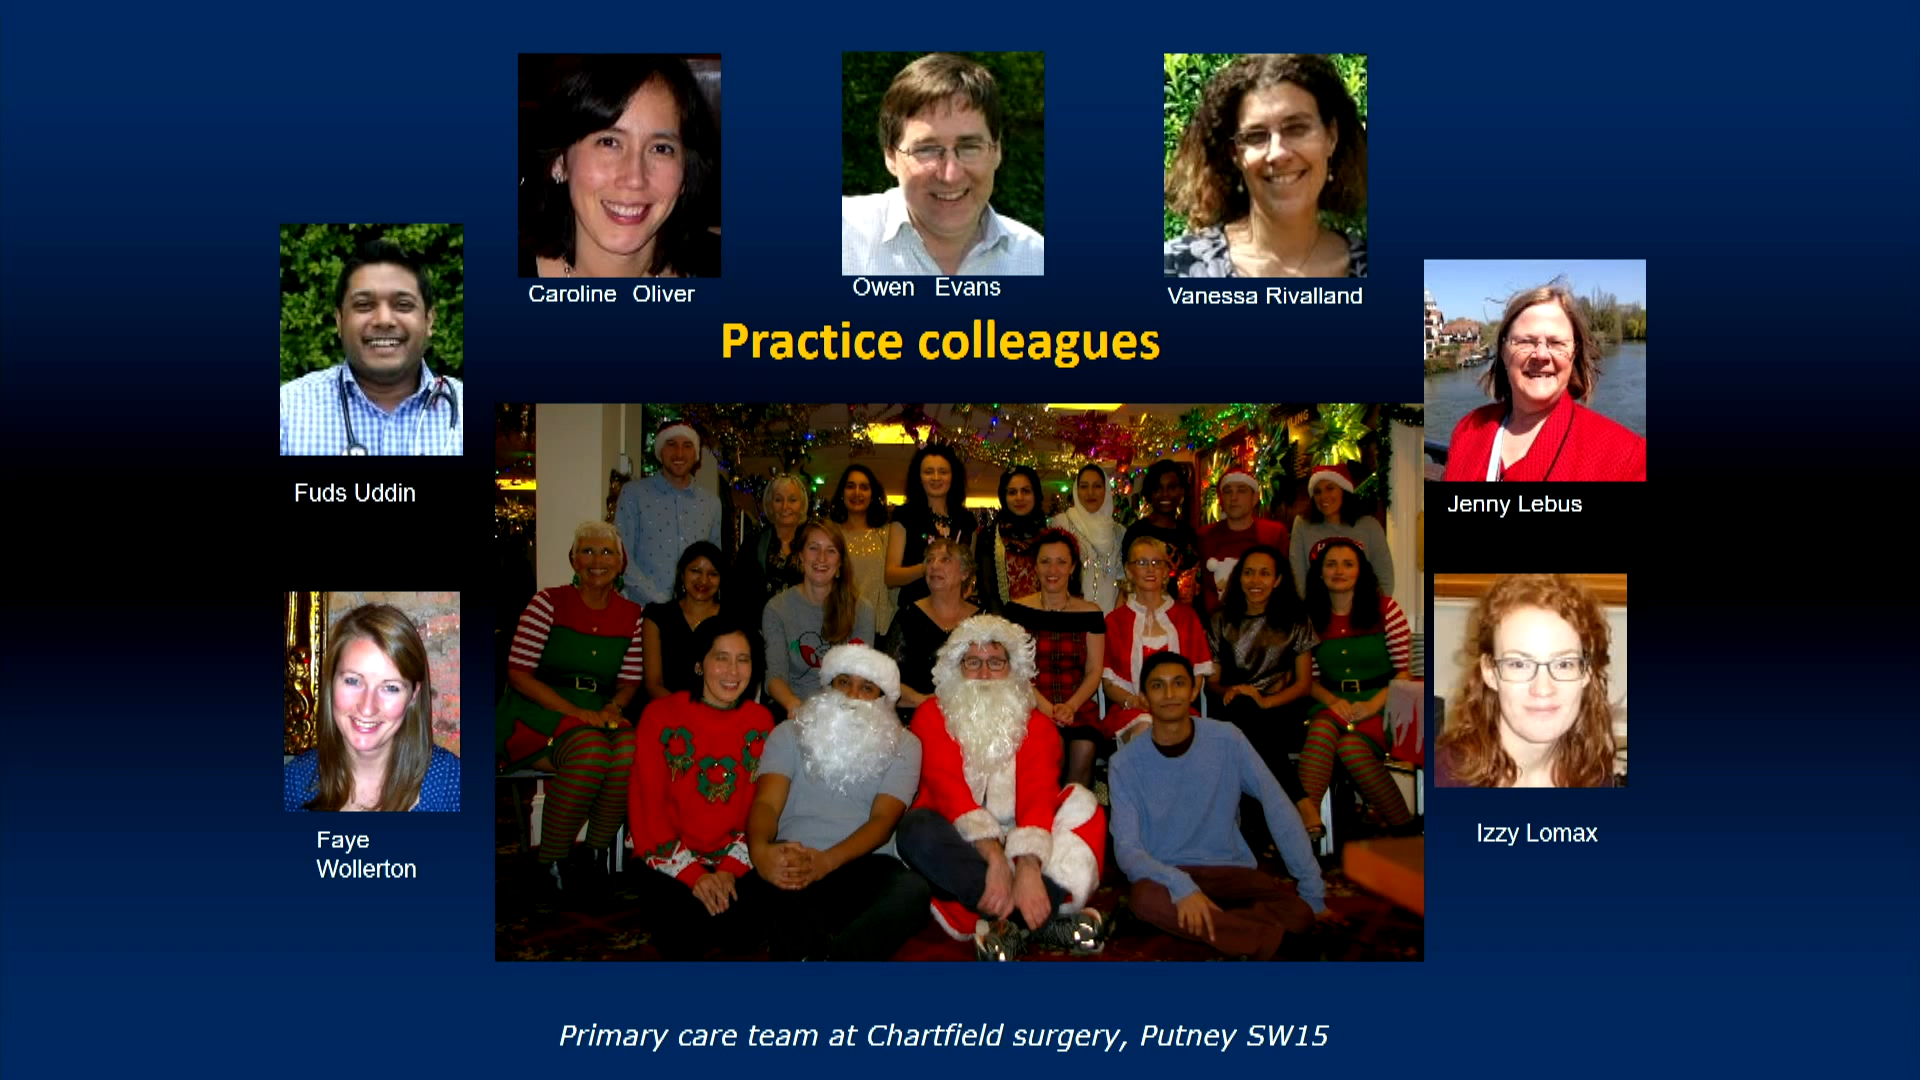 Caroline Oliver
Owen Evans
Vanessa Rivalland
Practice colleagues
Fuds Uddin
Jenny Lebus
Faye
Wollerton
Izzy Lomax
Primary care team at Chartfield surgery, Putney SW15